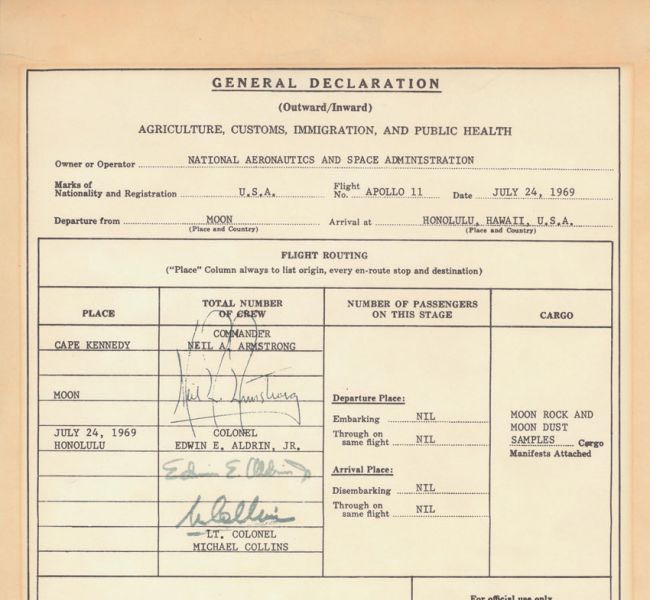 GENERAL DECLARATION
(Outward/Inward)
AGRICULTURE, CUSTOMS, IMMIGRATION, AND PUBLIC HEALTH
Owner or Operator NATIONAL AERONAUTICS AND SPACE ADMINISTRATION
Marks of
Nationality and Registration U.S.A. Flight No. APOLLO 11 Date JULY 24, 1969
Departure from MOON Arrival at HONOLULU, HAWAII, U.S.A.
(Place and Country) (Place and Country)
FLIGHT ROUTING
("Place" Column always to list origin, every en-route stop and destination)
PLACE
TOTAL NUMBER
OF CREW
NUMBER OF PASSENGERS
ON THIS STAGE
CARGO
CAPE KENNEDY
MOON
JULY 24, 1969
HONOLULU
COMMANDER
NEIL A. ARMSTRONG
Neil A. Armstrong
COLONEL
EDWIN E. ALDRIN, JR.
Edwin E. Aldrin Jr
M Collins
LT. COLONEL
MICHAEL COLLINS
Departure Place:
Embarking NIL
Through on
same flight NIL
Arrival Place:
Disembarking NIL
Through on
same flight NIL
MOON ROCK AND
MOON DUST
SAMPLES Cargo
Manifests Attached
For official use only